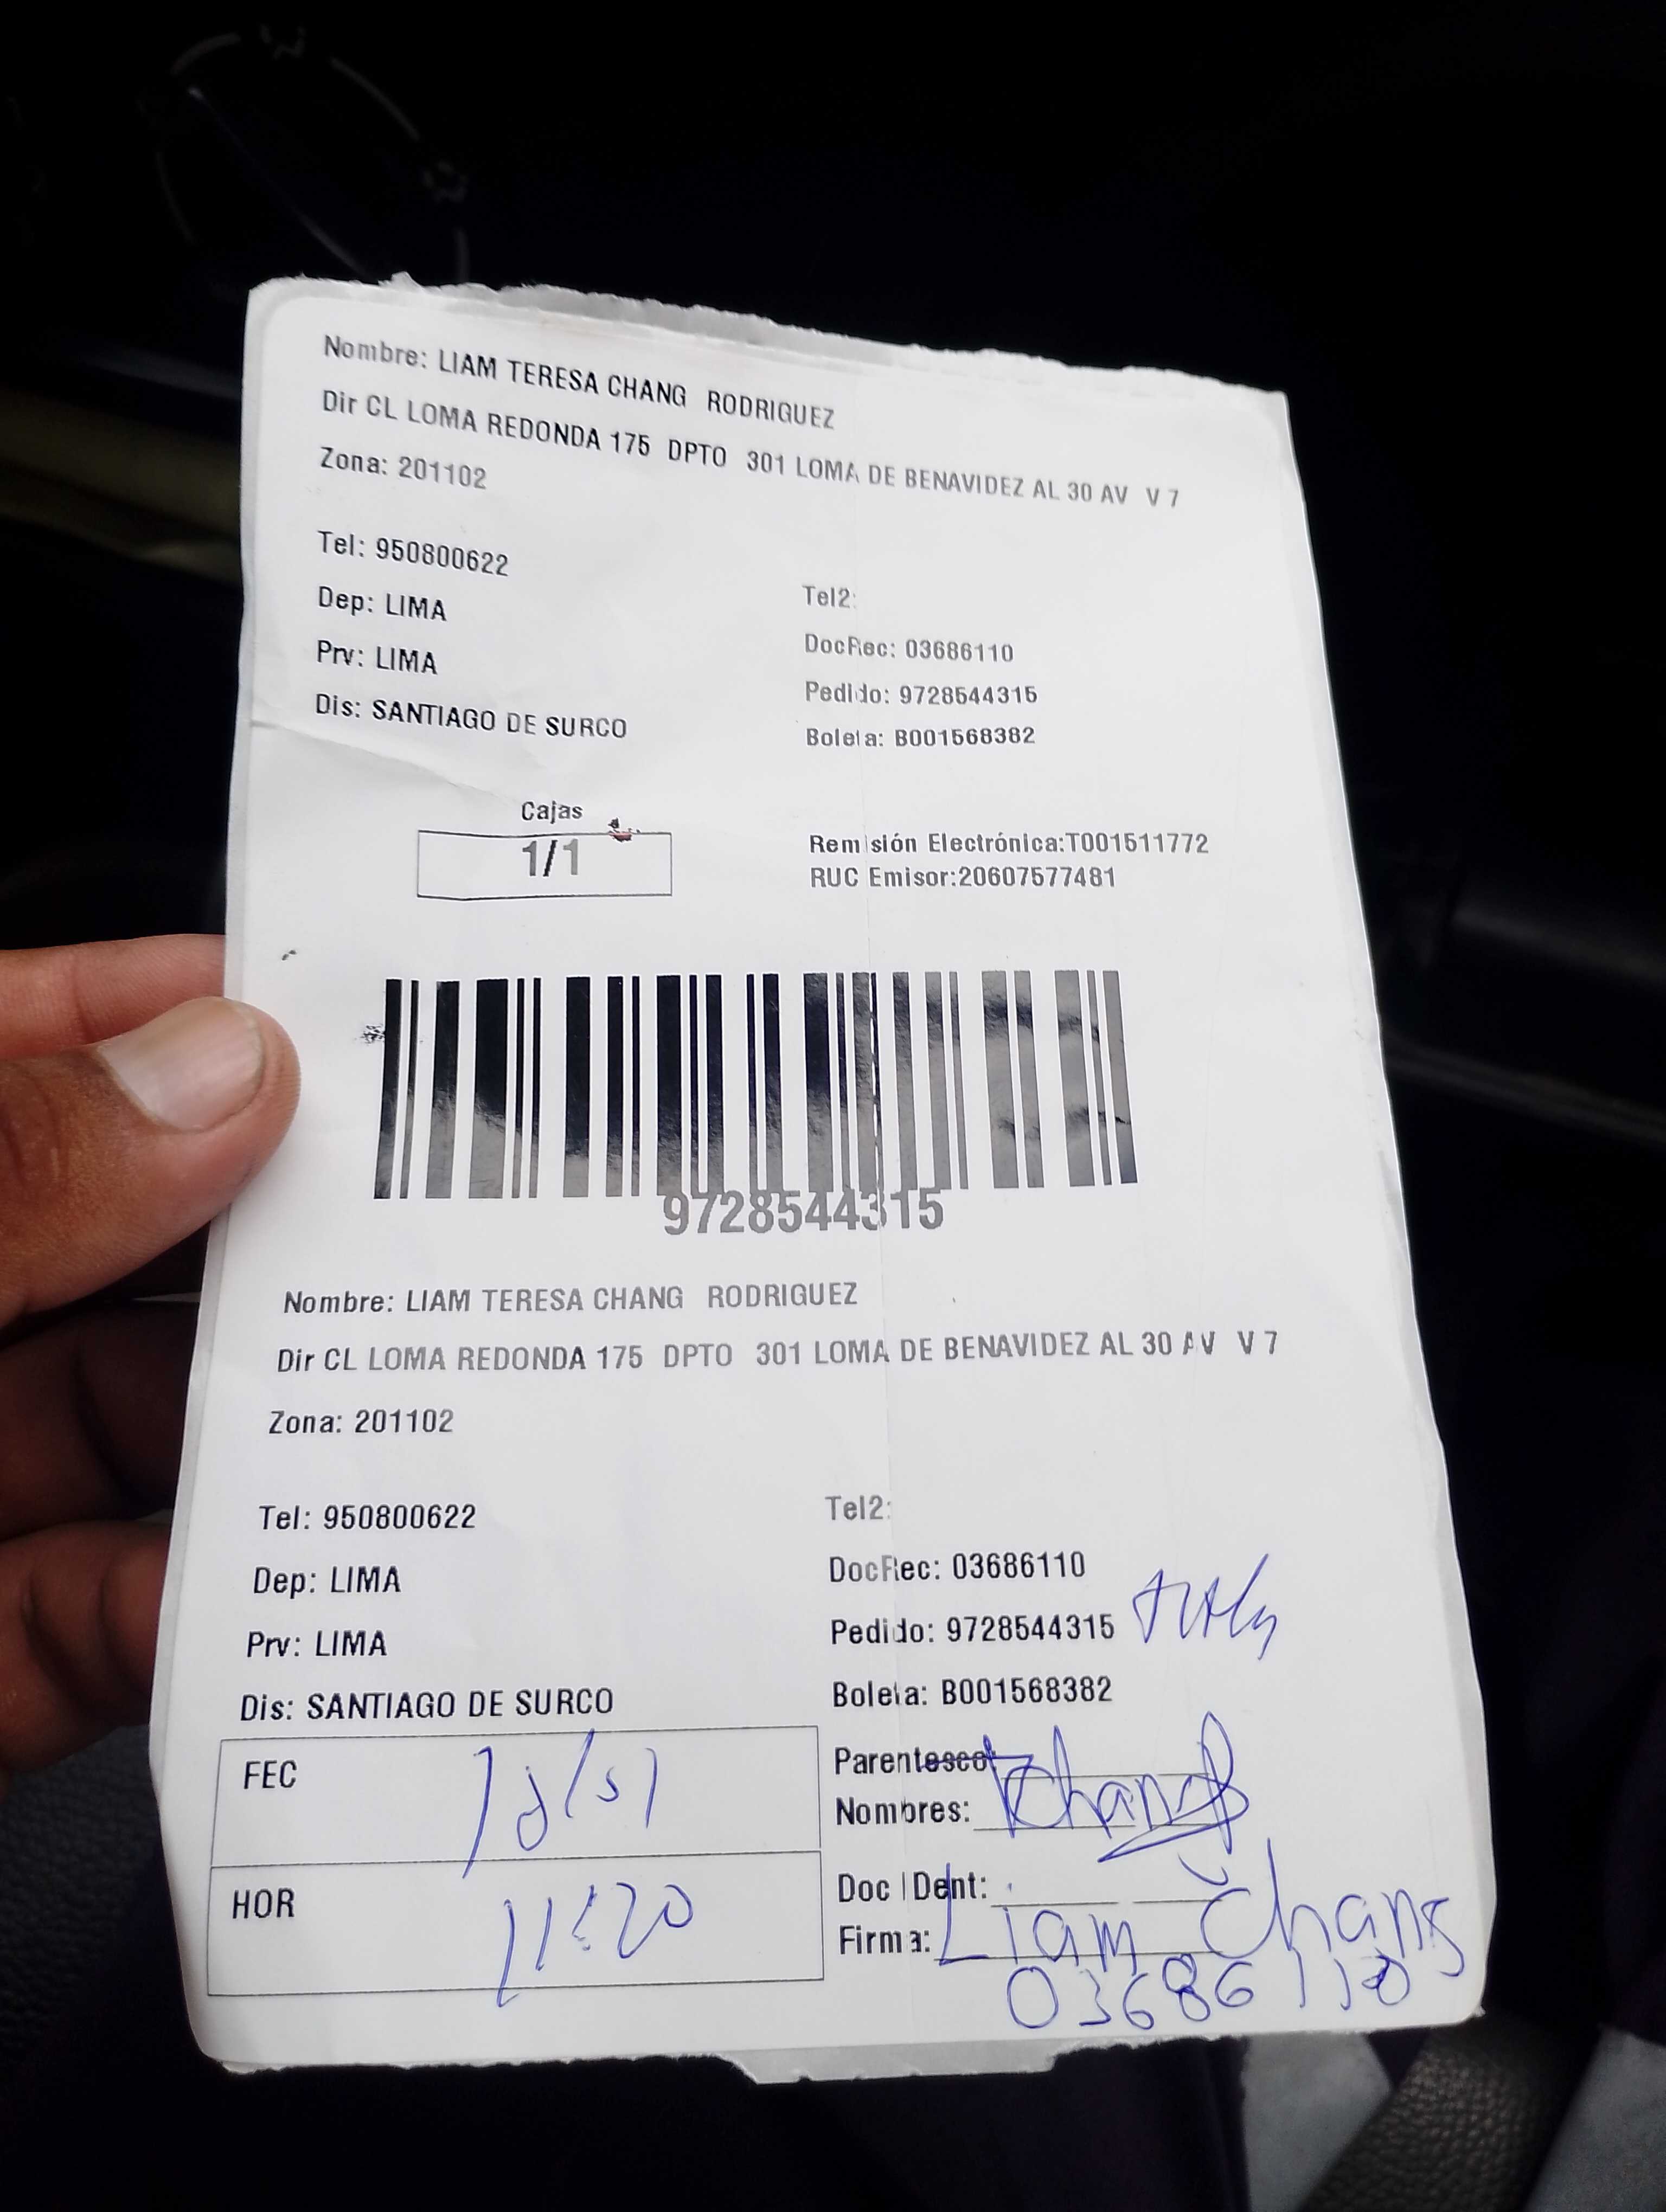 Nombre: LIAM TERESA CHANG RODRIGUEZ
Dir CL LOMA REDONDA 175 DPTO 301 LOMA DE BENAVIDEZ AL 30 AV V 7
Zona: 201102
Tel: 950800622
Tel2:
Dep: LIMA
DocRec: 03686110
Prv: LIMA
Pedido: 9728544315
Dis: SANTIAGO DE SURCO
Boleta: B001568382
Cajas
1/1
Remisión Electrónica:T001511772
RUC Emisor:20607577481
9728544315
Nombre: LIAM TERESA CHANG RODRIGUEZ
Dir CL LOMA REDONDA 175 DPTO 301 LOMA DE BENAVIDEZ AL 30 AV V 7
Zona: 201102
Tel: 950800622
Tel2:
Dep: LIMA
DocRec: 03686110
Prv: LIMA
Pedido: 9728544315
Dis: SANTIAGO DE SURCO
Boleta: B001568382
FEC
Parentesco:
Nombres:
HOR 11:20
Doc IDent:
Firma: Liam Chang
03686110